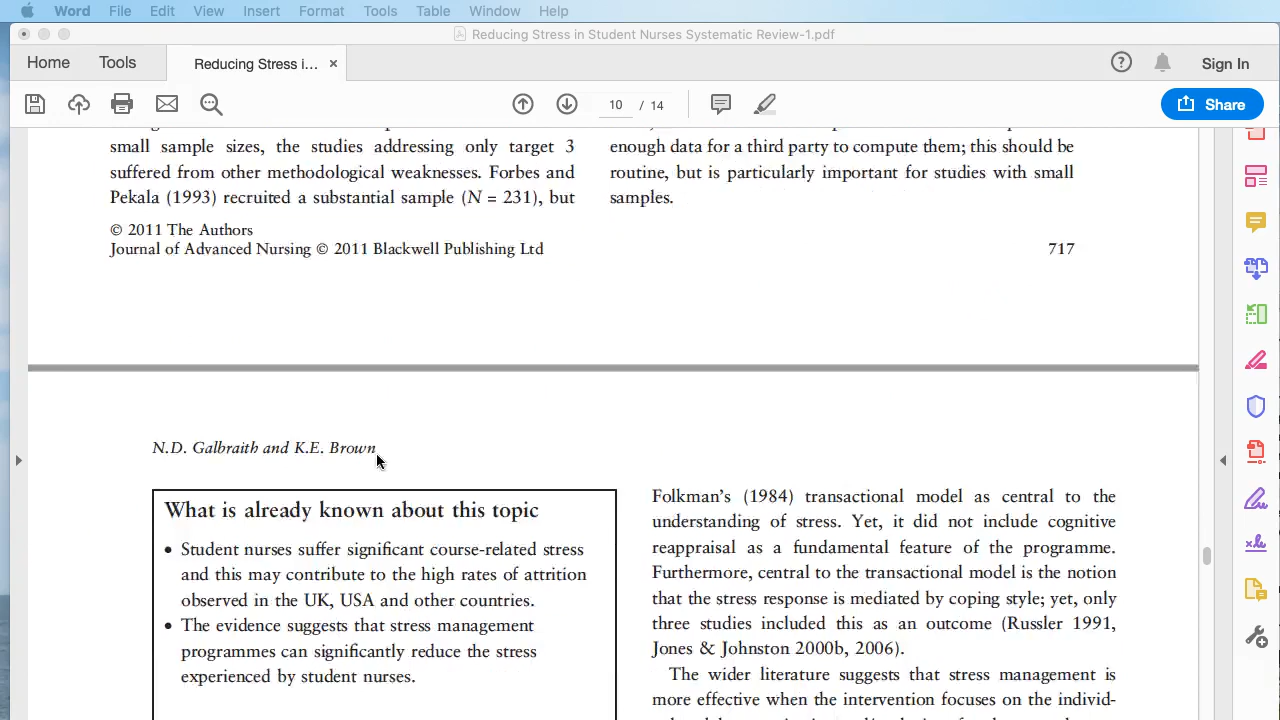 Word File Edit View Insert Format Tools Table Window Help
Reducing Stress in Student Nurses Systematic Review-1.pdf
Home Tools Reducing Stress i... × ? Sign In
10 / 14 Share
small sample sizes, the studies addressing only target 3
suffered from other methodological weaknesses. Forbes and
Pekala (1993) recruited a substantial sample (N = 231), but
enough data for a third party to compute them; this should be
routine, but is particularly important for studies with small
samples.
© 2011 The Authors
Journal of Advanced Nursing © 2011 Blackwell Publishing Ltd 717
N.D. Galbraith and K.E. Brown
What is already known about this topic
• Student nurses suffer significant course-related stress
and this may contribute to the high rates of attrition
observed in the UK, USA and other countries.
• The evidence suggests that stress management
programmes can significantly reduce the stress
experienced by student nurses.
Folkman's (1984) transactional model as central to the
understanding of stress. Yet, it did not include cognitive
reappraisal as a fundamental feature of the programme.
Furthermore, central to the transactional model is the notion
that the stress response is mediated by coping style; yet, only
three studies included this as an outcome (Russler 1991,
Jones & Johnston 2000b, 2006).
The wider literature suggests that stress management is
more effective when the intervention focuses on the individ-